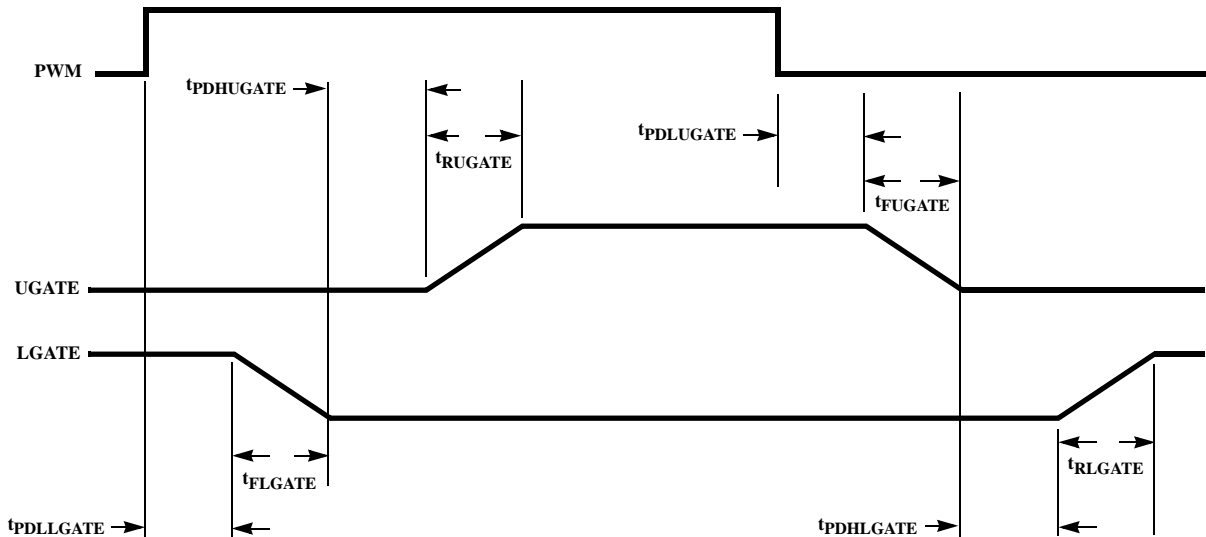 PWM
tPDHUGATE
tPDLUGATE
tRUGATE
tFUGATE
UGATE
LGATE
tFLGATE
tRLGATE
tPDLLGATE
tPDHLGATE